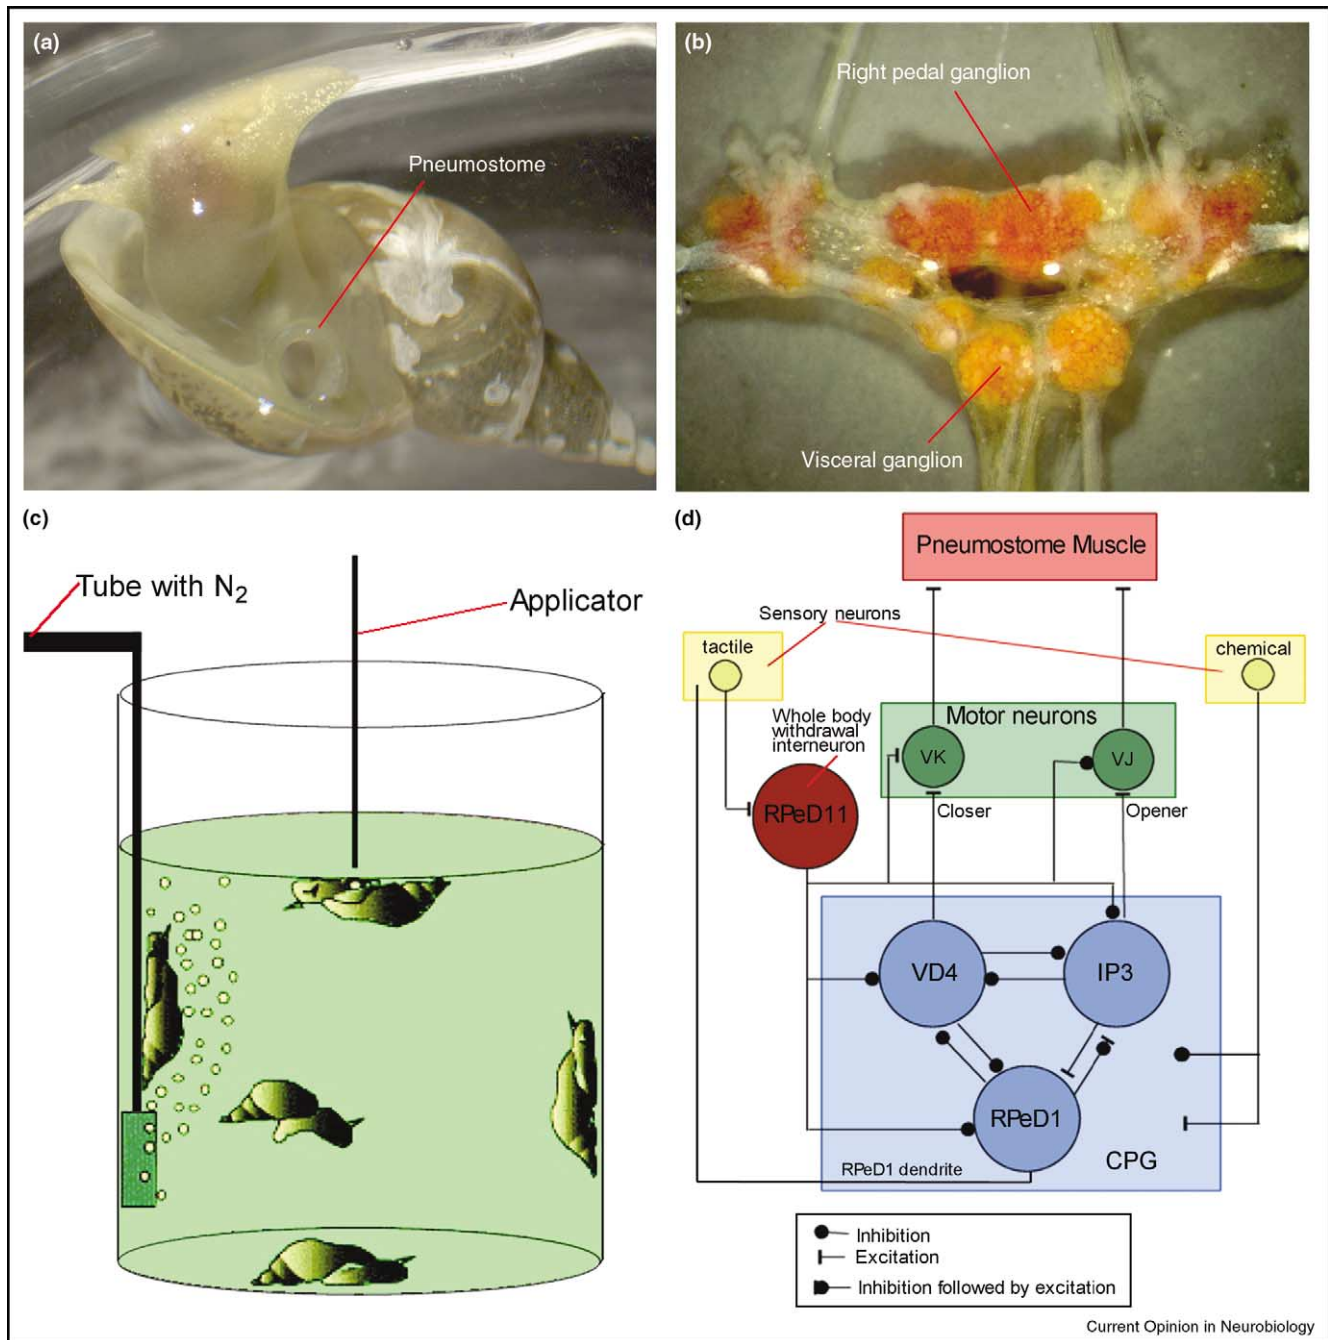 (a)
Pneumostome
(b)
Right pedal ganglion
Visceral ganglion
(c)
Tube with N2
Applicator
(d)
Pneumostome Muscle
Sensory neurons
tactile
chemical
Whole body
withdrawal
interneuron
Motor neurons
VK
VJ
RPeD11
Closer
Opener
VD4
IP3
RPeD1
RPeD1 dendrite
CPG
Inhibition
Excitation
Inhibition followed by excitation
Current Opinion in Neurobiology